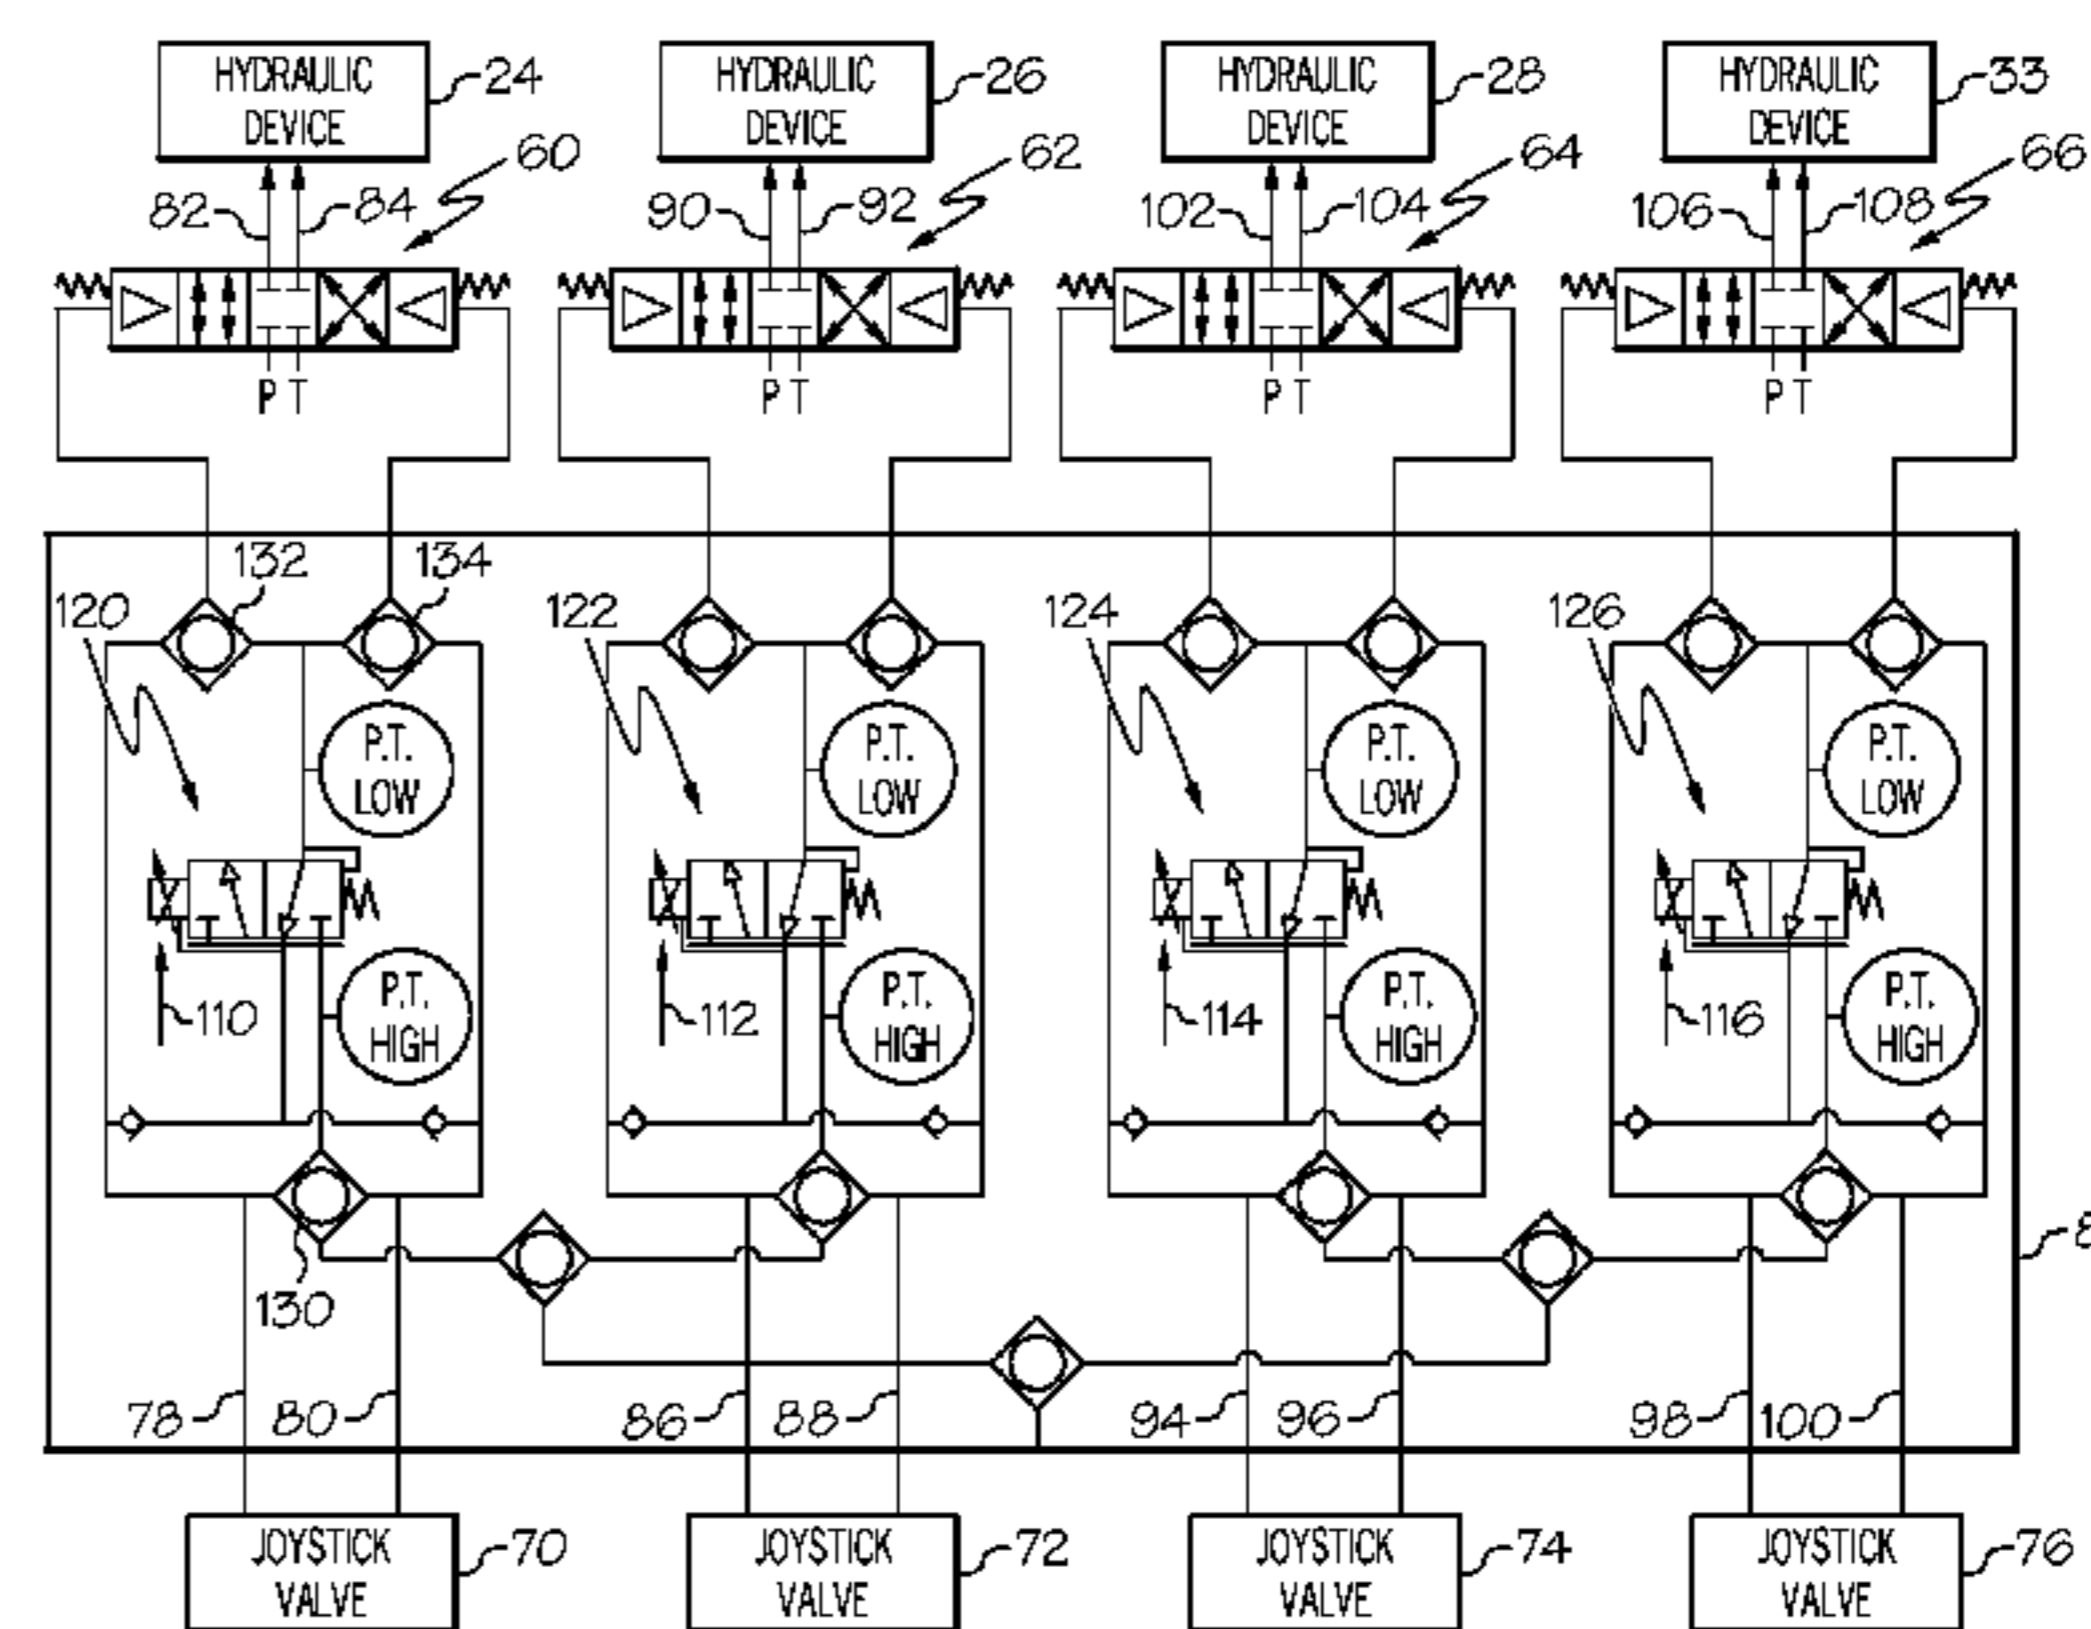 HYDRAULIC
DEVICE
24
HYDRAULIC
DEVICE
26
HYDRAULIC
DEVICE
28
HYDRAULIC
DEVICE
33
60
62
64
66
82
84
90
92
102
104
106
108
P T
P T
P T
P T
132
134
120
122
124
126
P.T.
LOW
P.T.
LOW
P.T.
LOW
P.T.
LOW
P.T.
HIGH
P.T.
HIGH
P.T.
HIGH
P.T.
HIGH
110
112
114
116
130
78
80
86
88
94
96
98
100
JOYSTICK
VALVE
70
JOYSTICK
VALVE
72
JOYSTICK
VALVE
74
JOYSTICK
VALVE
76